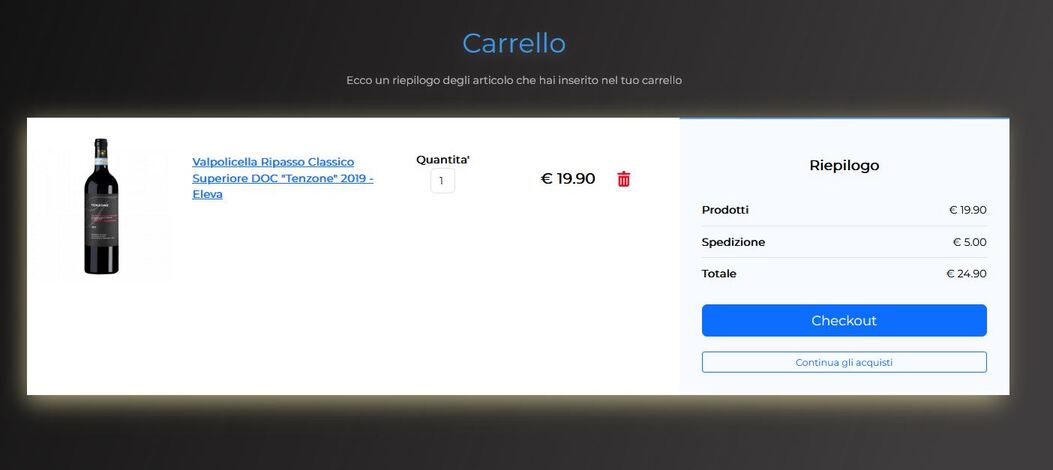 Carrello
Ecco un riepilogo degli articolo che hai inserito nel tuo carrello
Valpolicella Ripasso Classico
Superiore DOC "Tenzone" 2019 -
Eleva
Quantita'
1
€ 19.90
Riepilogo
Prodotti € 19.90
Spedizione € 5.00
Totale € 24.90
Checkout
Continua gli acquisti